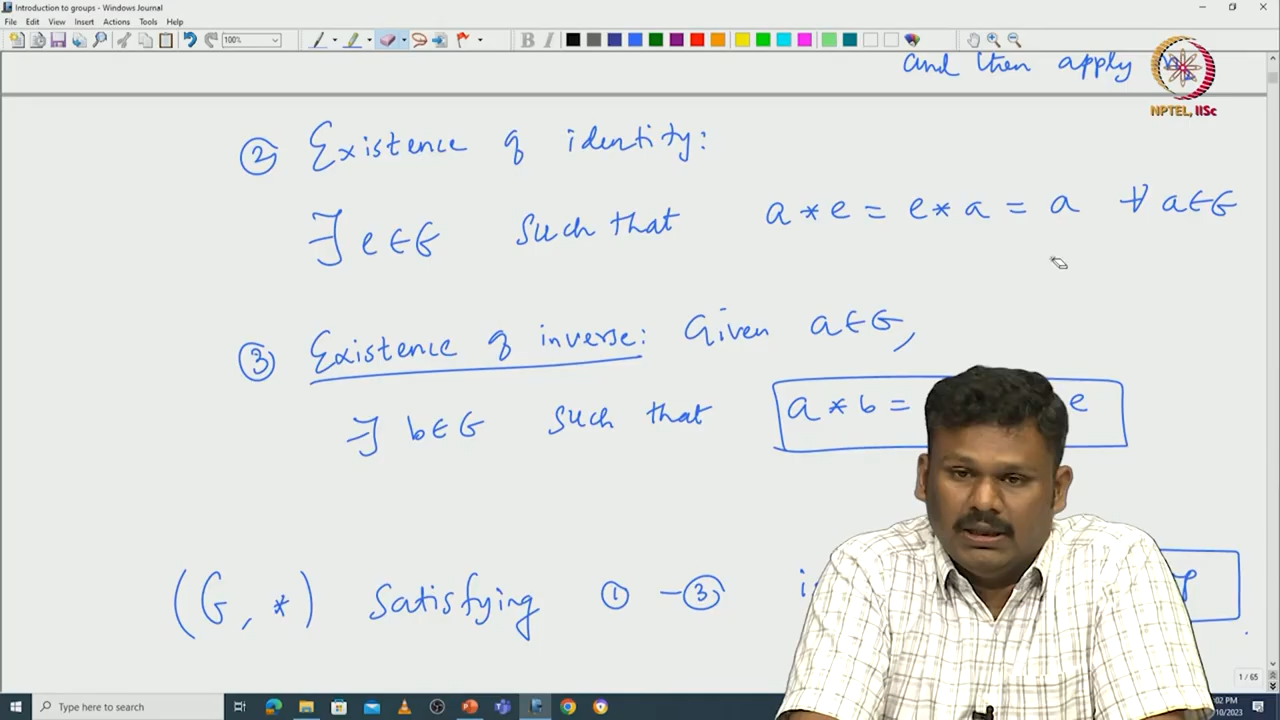 Introduction to groups - Windows Journal
File Edit View Insert Actions Tools Help
100%
B I
and then apply
NPTEL, IISc
② Existence of identity:
∃ e∈G such that a * e = e * a = a ∀ a∈G
③ Existence of inverse: Given a∈G,
∃ b∈G such that a * b = e
(G, *) Satisfying ① - ③
1 / 65
Type here to search